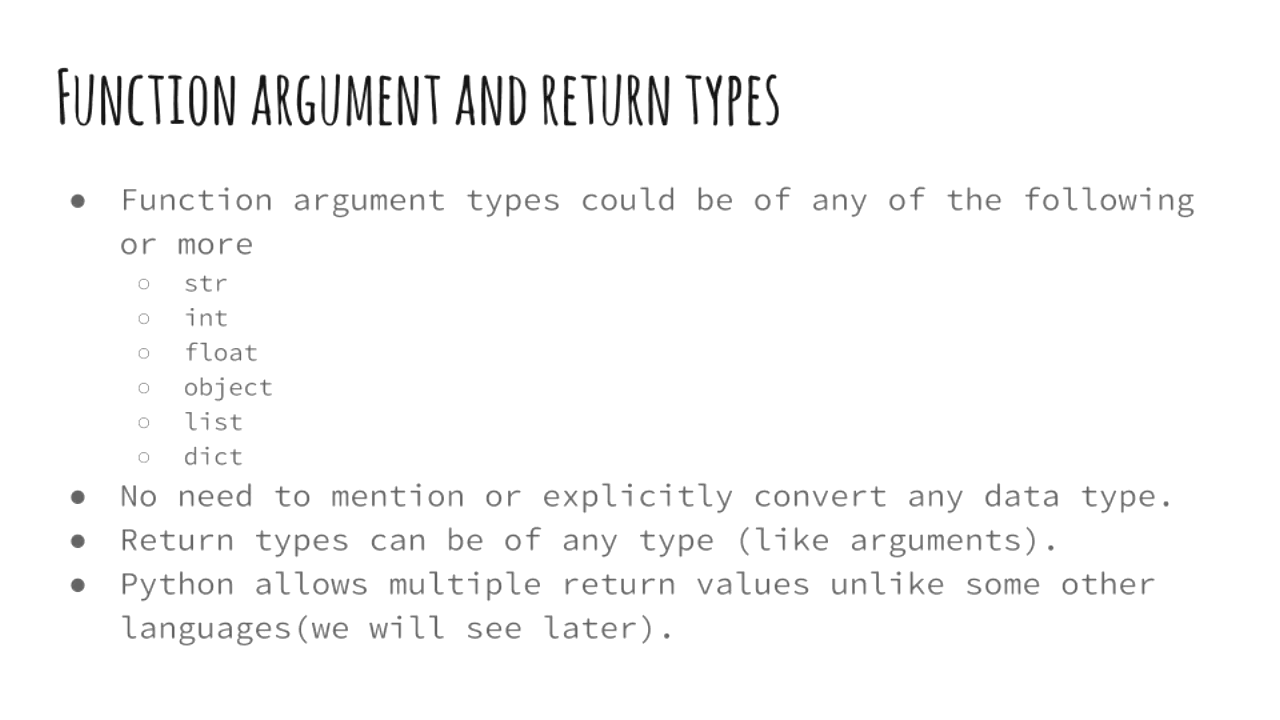 Function argument and return types
● Function argument types could be of any of the following
or more
○ str
○ int
○ float
○ object
○ list
○ dict
● No need to mention or explicitly convert any data type.
● Return types can be of any type (like arguments).
● Python allows multiple return values unlike some other
languages(we will see later).